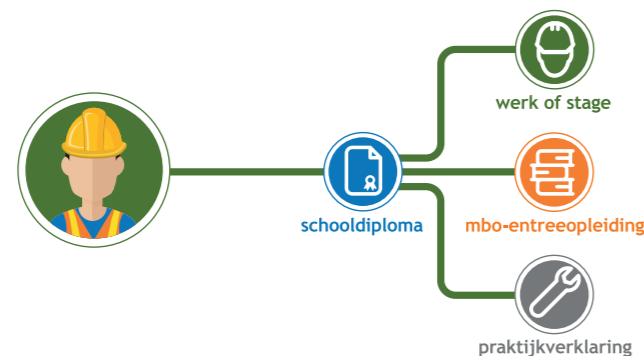 werk of stage
schooldiploma
mbo-entreeopleiding
praktijkverklaring